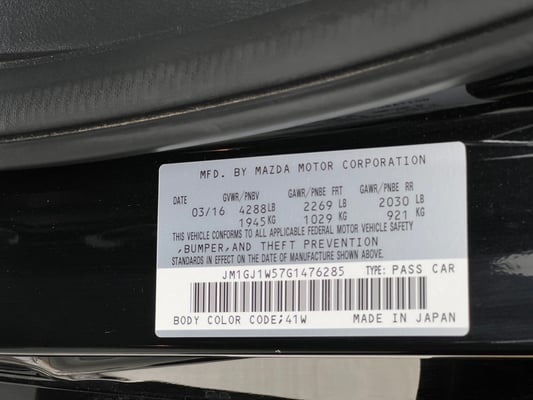 MFD. BY MAZDA MOTOR CORPORATION
DATE GVWR/PNBV GAWR/PNBE FRT GAWR/PNBE RR
03/16 4288LB 2269 LB 2030 LB
1945KG 1029 KG 921 KG
THIS VEHICLE CONFORMS TO ALL APPLICABLE FEDERAL MOTOR VEHICLE SAFETY
,BUMPER,AND THEFT PREVENTION
STANDARDS IN EFFECT ON THE DATE OF MANUFACTURE SHOWN ABOVE.
JM1GJ1W57G1476285 TYPE: PASS CAR
BODY COLOR CODE;41W MADE IN JAPAN